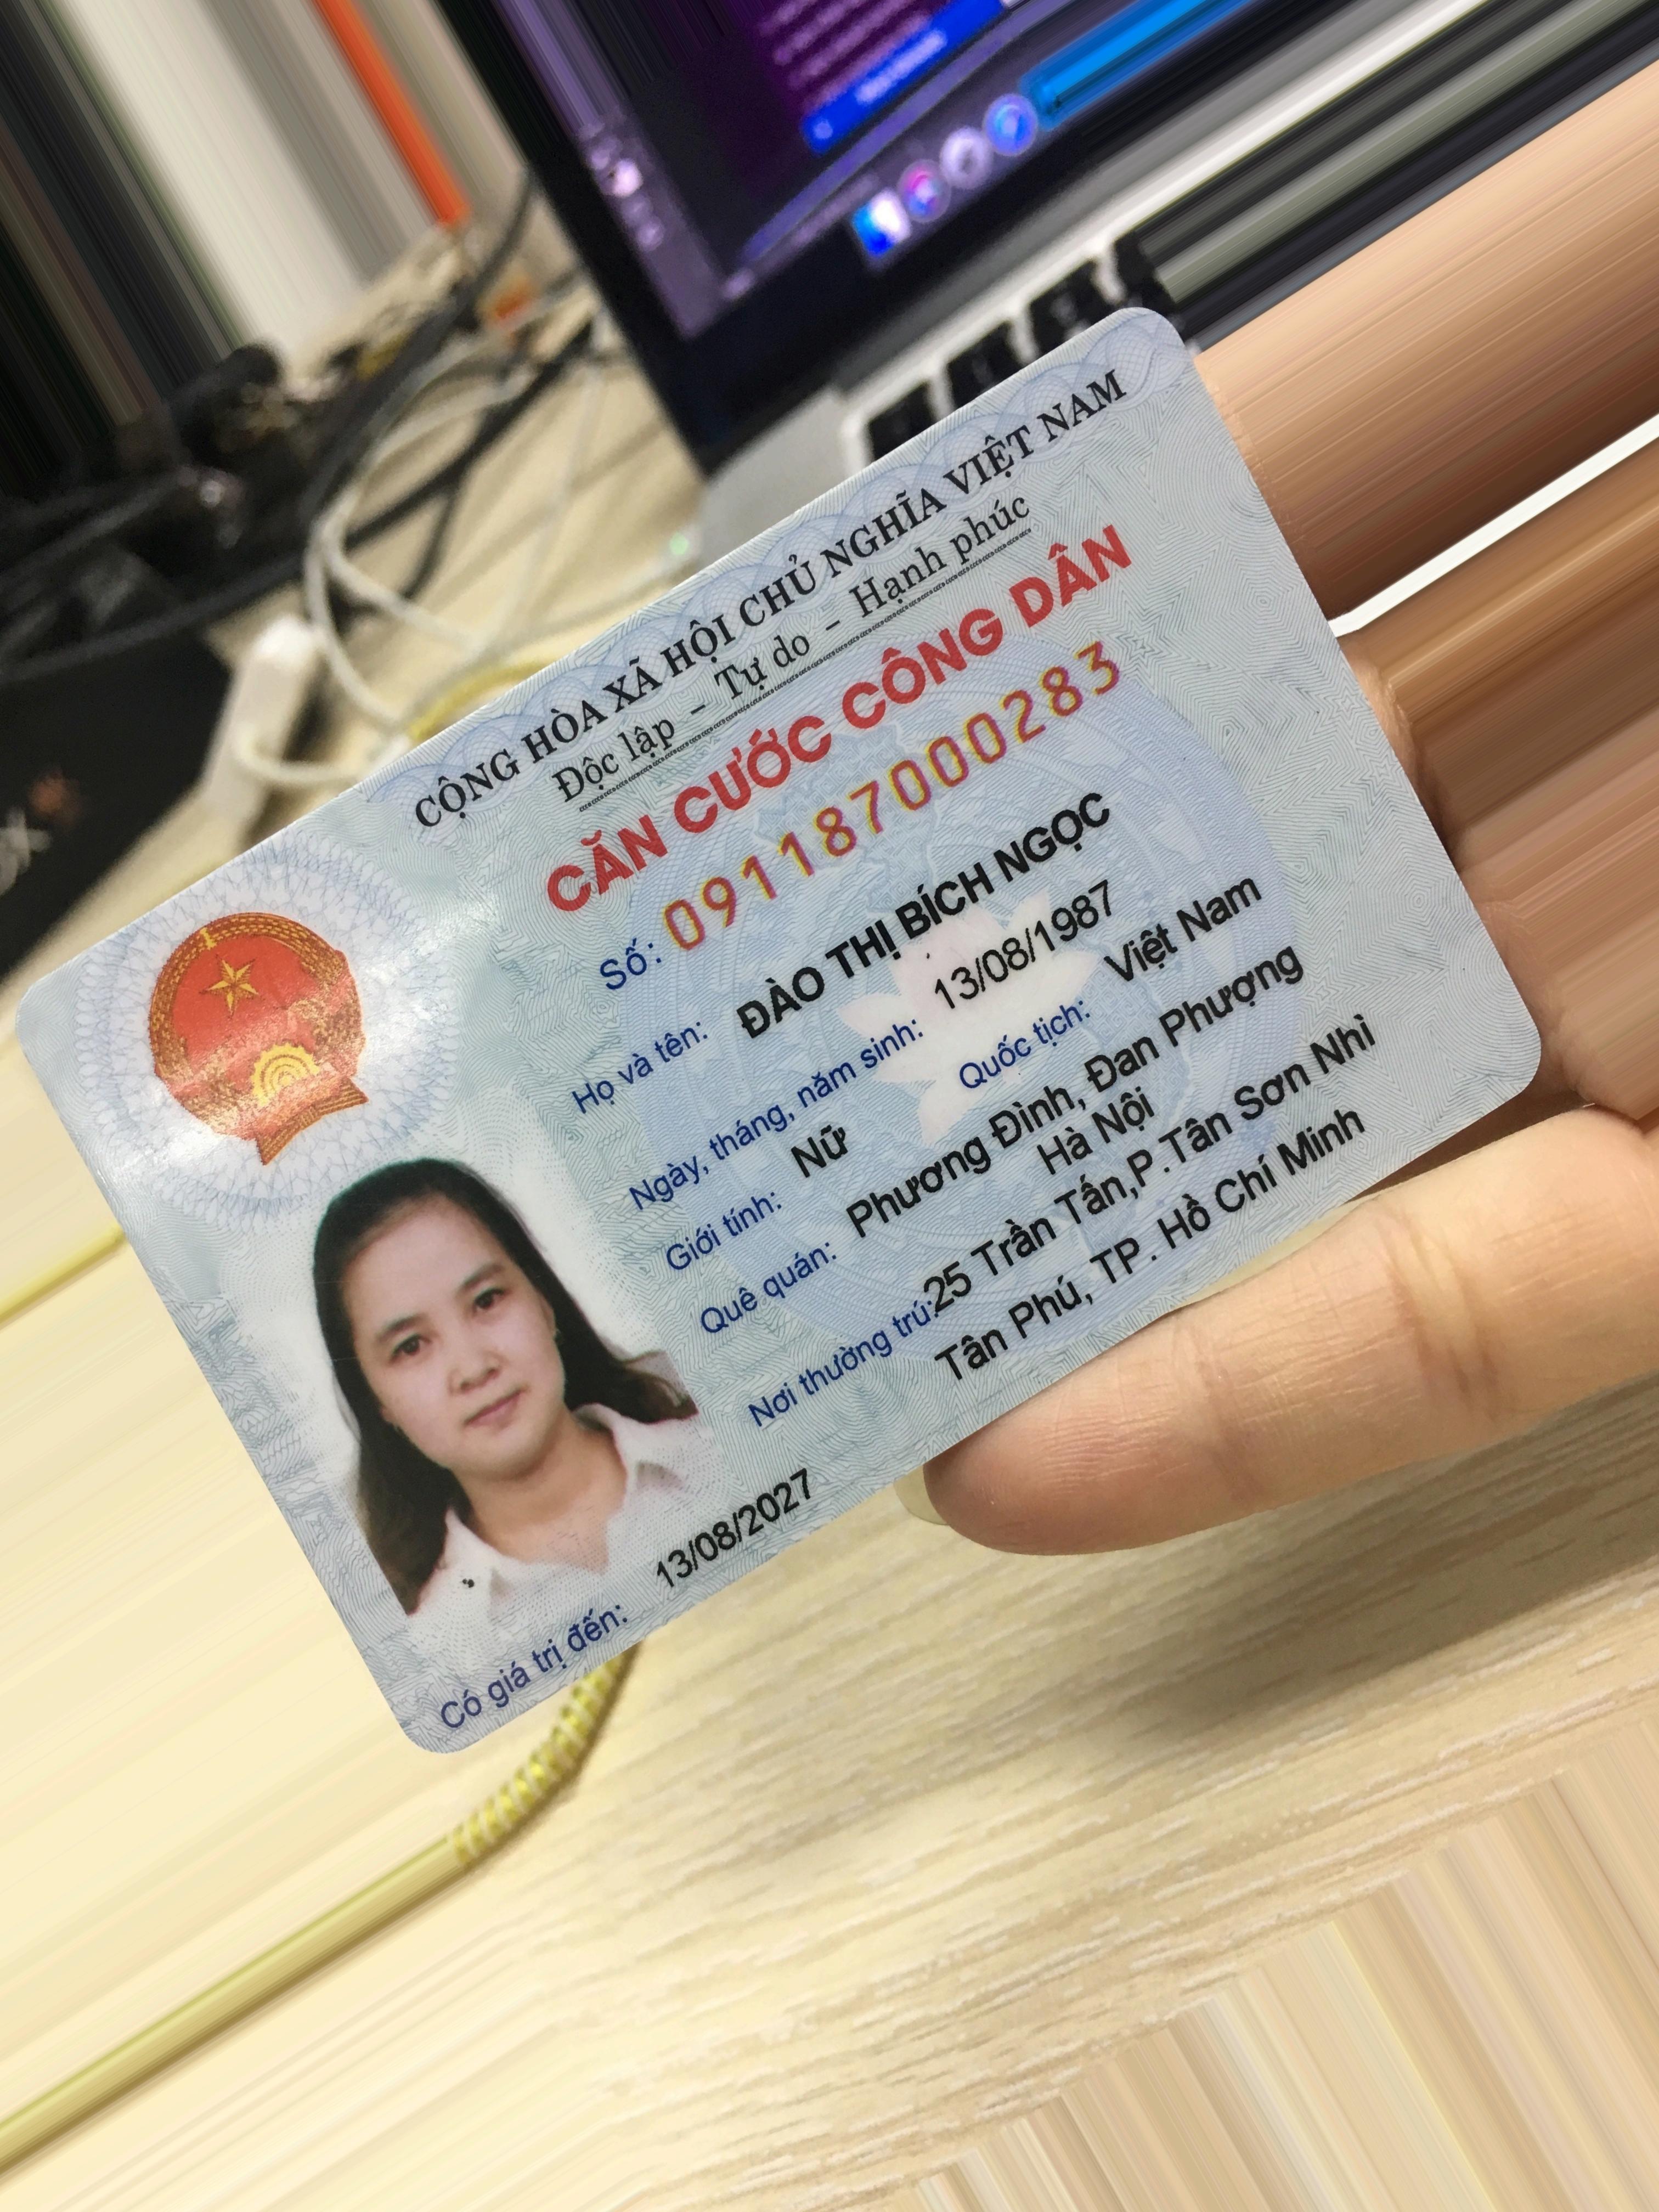 CỘNG HÒA XÃ HỘI CHỦ NGHĨA VIỆT NAM
Độc lập – Tự do – Hạnh phúc
CĂN CƯỚC CÔNG DÂN
Số: 091187000283
Họ và tên: ĐÀO THỊ BÍCH NGỌC
Ngày, tháng, năm sinh: 13/08/1987
Giới tính: Nữ Quốc tịch: Việt Nam
Quê quán: Phương Đình, Đan Phượng
Hà Nội
Nơi thường trú: 25 Trần Tấn,P.Tân Sơn Nhì
Tân Phú, TP. Hồ Chí Minh
Có giá trị đến: 13/08/2027